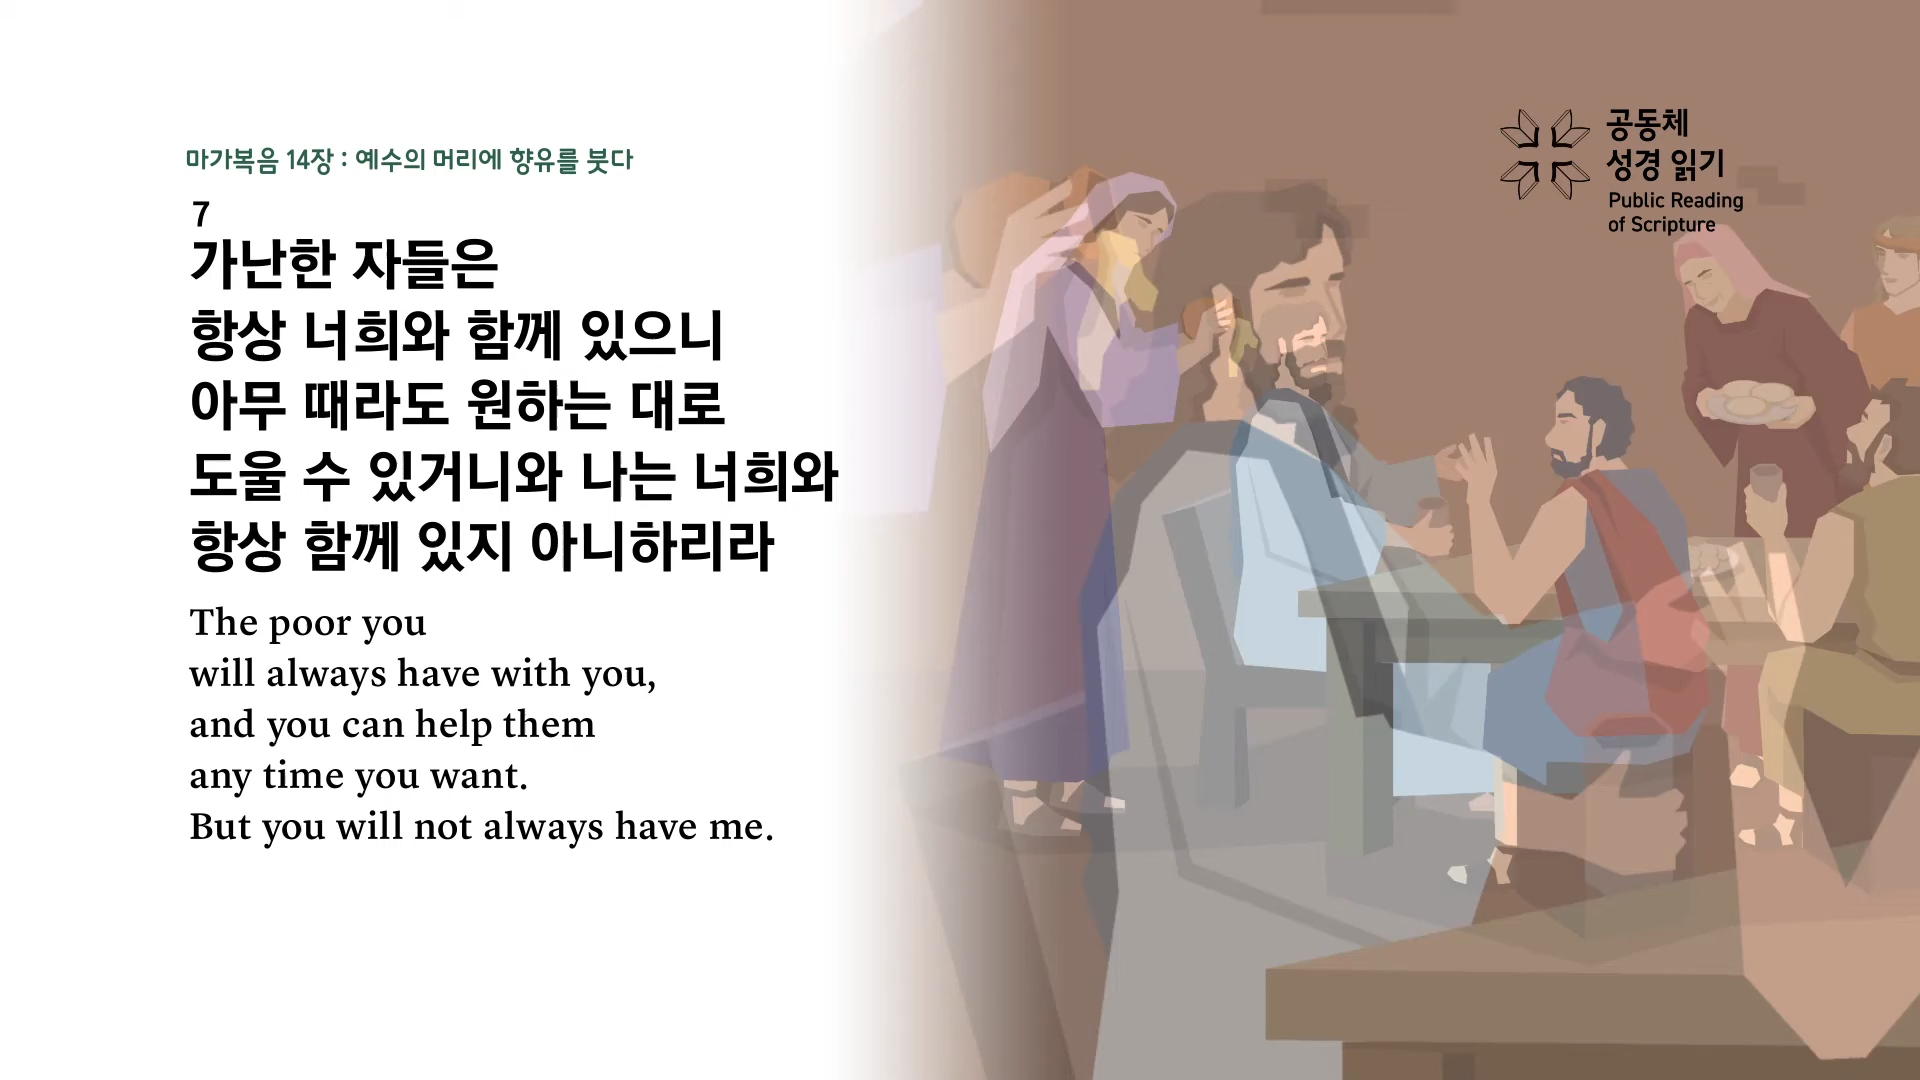 마가복음 14장 : 예수의 머리에 향유를 붓다
7
가난한 자들은
항상 너희와 함께 있으니
아무 때라도 원하는 대로
도울 수 있거니와 나는 너희와
항상 함께 있지 아니하리라
The poor you
will always have with you,
and you can help them
any time you want.
But you will not always have me.
공동체
성경 읽기
Public Reading
of Scripture